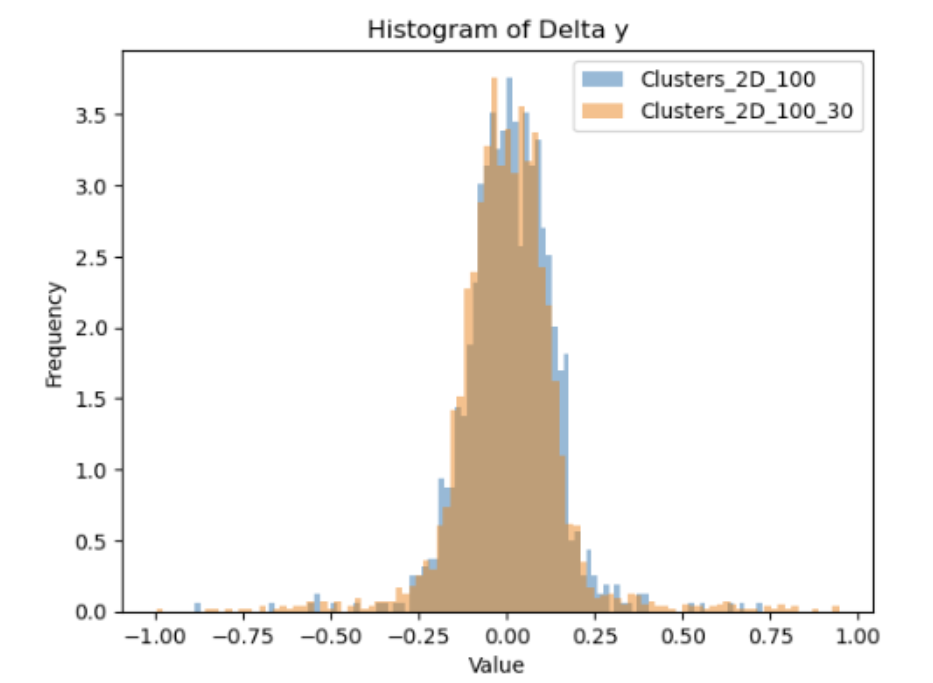 Histogram of Delta y
Clusters_2D_100
Clusters_2D_100_30
Frequency
3.5
3.0
2.5
2.0
1.5
1.0
0.5
0.0
−1.00 −0.75 −0.50 −0.25 0.00 0.25 0.50 0.75 1.00
Value